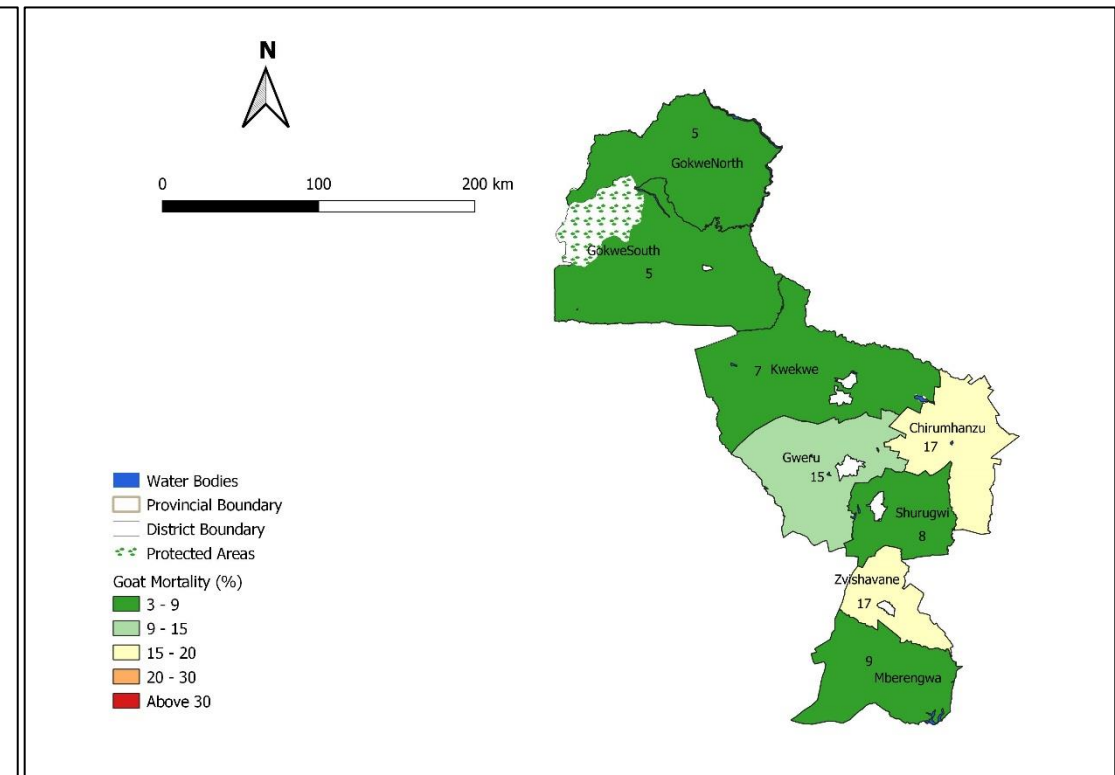 N
0 100 200 km
5
GokweNorth
GokweSouth
5
7 Kwekwe
Chirumhanzu
17
Gweru
15
Shurugwi
8
Zvishavane
17
9
Mberengwa
Water Bodies
Provincial Boundary
District Boundary
Protected Areas
Goat Mortality (%)
3 - 9
9 - 15
15 - 20
20 - 30
Above 30